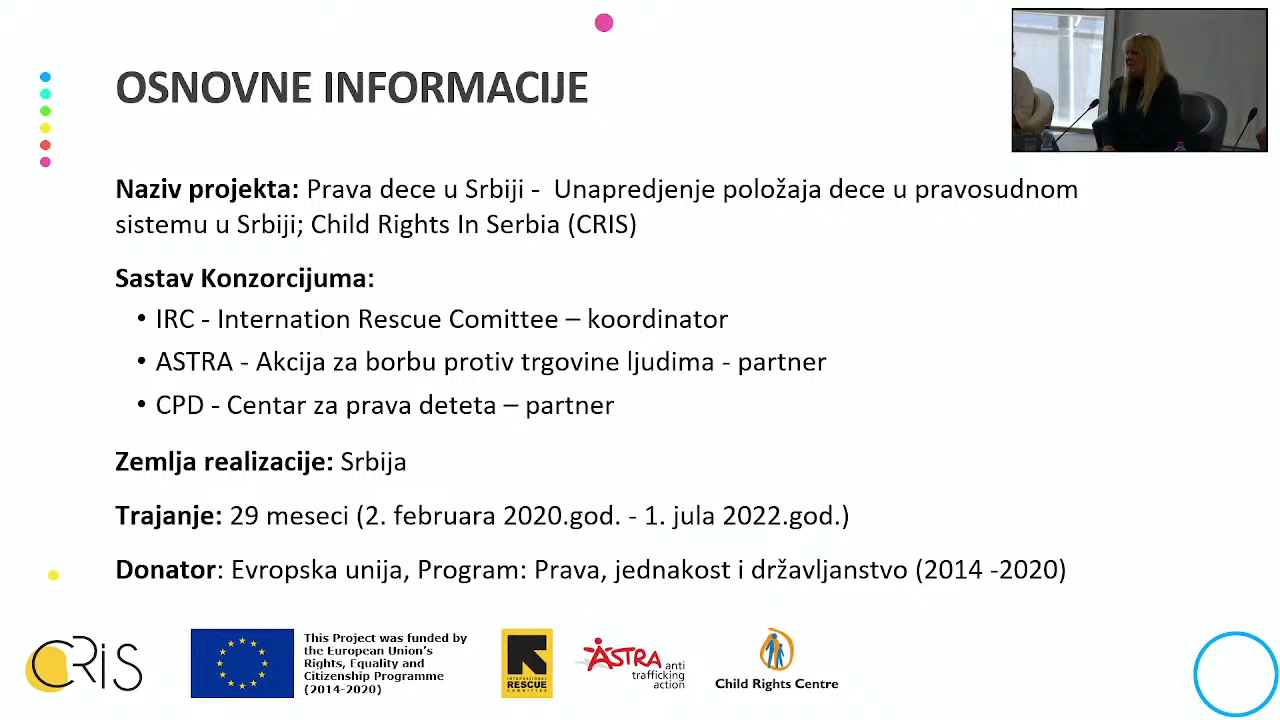 OSNOVNE INFORMACIJE
Naziv projekta: Prava dece u Srbiji - Unapredjenje položaja dece u pravosudnom
sistemu u Srbiji; Child Rights In Serbia (CRIS)
Sastav Konzorcijuma:
• IRC - Internation Rescue Comittee – koordinator
• ASTRA - Akcija za borbu protiv trgovine ljudima - partner
• CPD - Centar za prava deteta – partner
Zemlja realizacije: Srbija
Trajanje: 29 meseci (2. februara 2020.god. - 1. jula 2022.god.)
Donator: Evropska unija, Program: Prava, jednakost i državljanstvo (2014 -2020)
CRIS
This Project was funded by
the European Union's
Rights, Equality and
Citizenship Programme
(2014-2020)
INTERNATIONAL
RESCUE
COMMITTEE
ASTRA anti
trafficking
action
Child Rights Centre